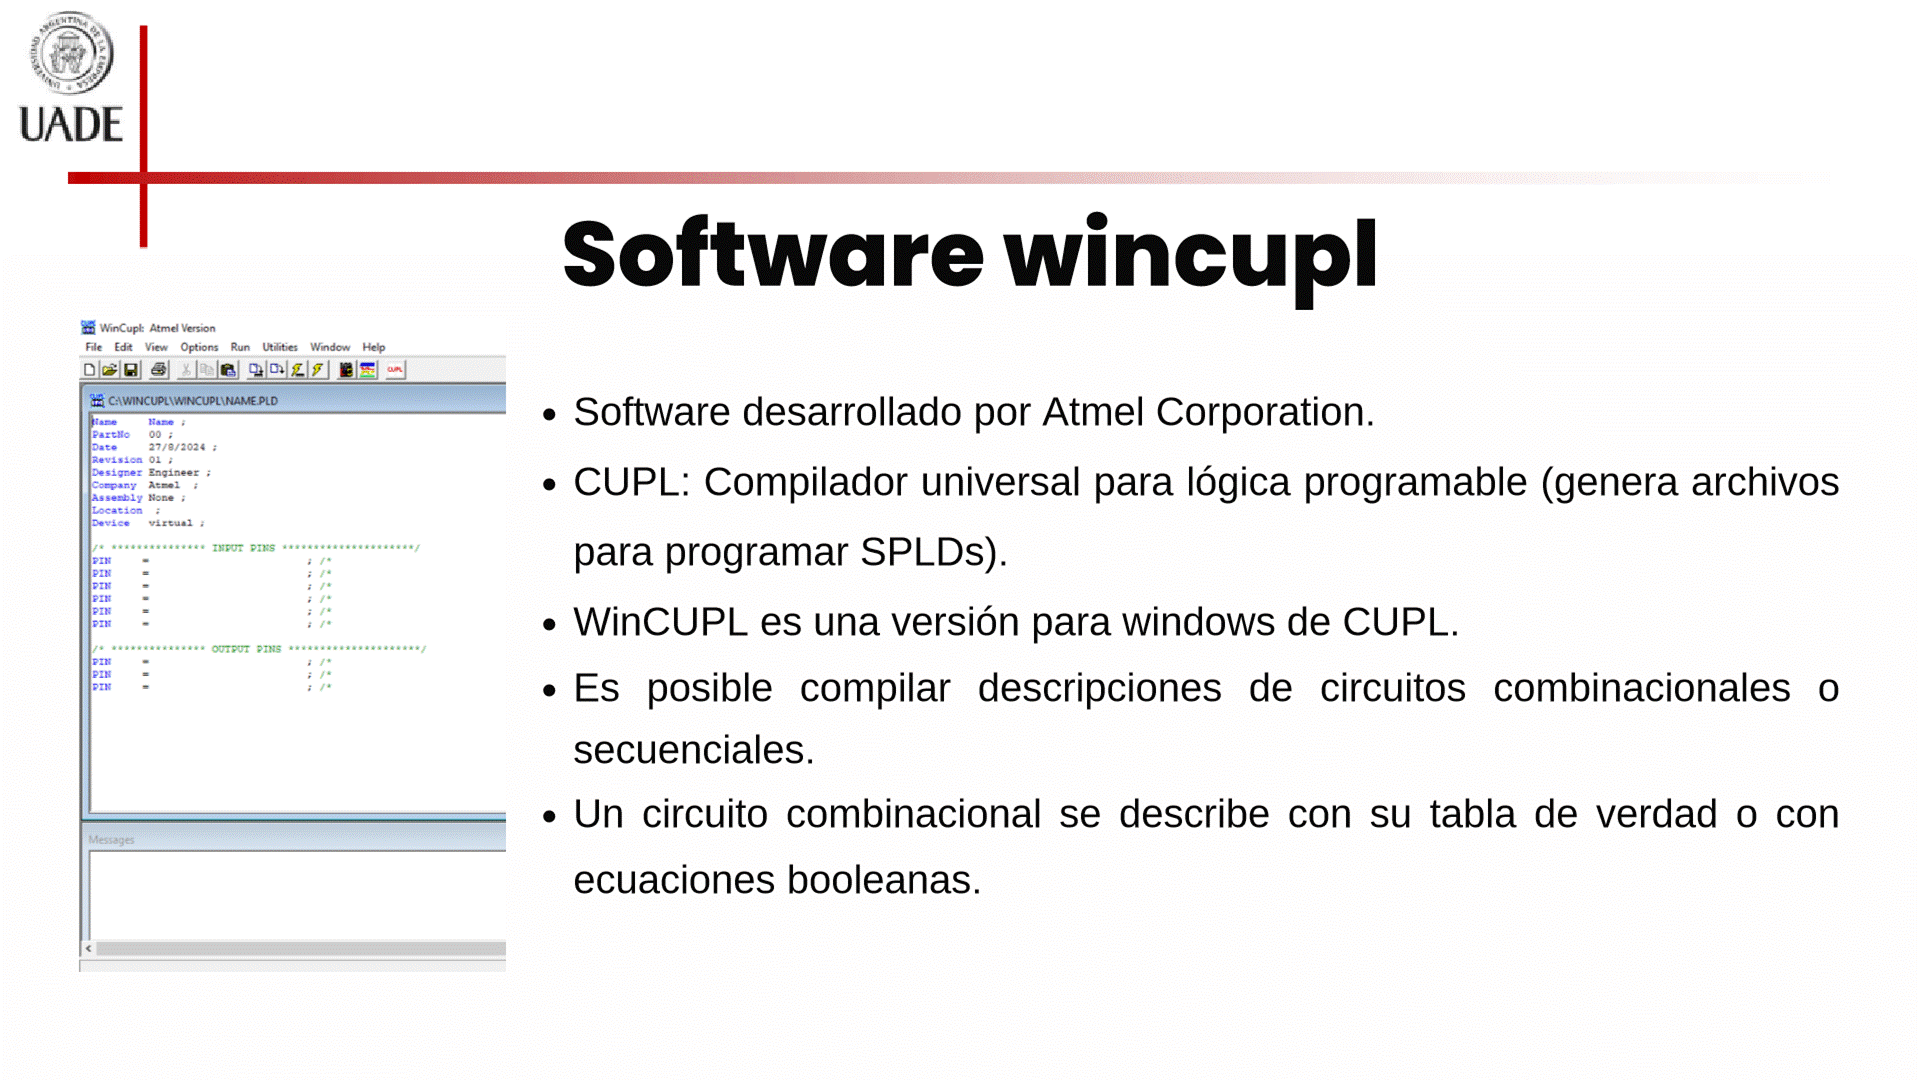 UNIVERSIDAD ARGENTINA DE LA EMPRESA
UADE
Software wincupl
WinCupl: Atmel Version
File Edit View Options Run Utilities Window Help
CUPL
C:\WINCUPL\WINCUPL\NAME.PLD
Name Name ;
PartNo 00 ;
Date 27/8/2024 ;
Revision 01 ;
Designer Engineer ;
Company Atmel ;
Assembly None ;
Location ;
Device virtual ;
/* *************** INPUT PINS *********************/
PIN = ; /*
PIN = ; /*
PIN = ; /*
PIN = ; /*
PIN = ; /*
PIN = ; /*
/* *************** OUTPUT PINS *********************/
PIN = ; /*
PIN = ; /*
PIN = ; /*
Messages
• Software desarrollado por Atmel Corporation.
• CUPL: Compilador universal para lógica programable (genera archivos
para programar SPLDs).
• WinCUPL es una versión para windows de CUPL.
• Es posible compilar descripciones de circuitos combinacionales o
secuenciales.
• Un circuito combinacional se describe con su tabla de verdad o con
ecuaciones booleanas.